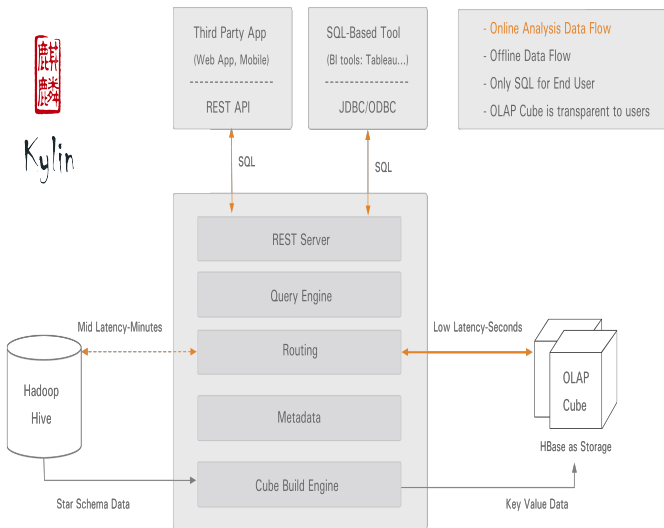 Third Party App
(Web App, Mobile)
REST API
SQL-Based Tool
(BI tools: Tableau...)
JDBC/ODBC
- Online Analysis Data Flow
- Offline Data Flow
- Only SQL for End User
- OLAP Cube is transparent to users
麒
麟
Kylin
SQL
SQL
REST Server
Query Engine
Mid Latency-Minutes
Routing
Low Latency-Seconds
Hadoop
Hive
OLAP
Cube
Metadata
HBase as Storage
Cube Build Engine
Star Schema Data
Key Value Data